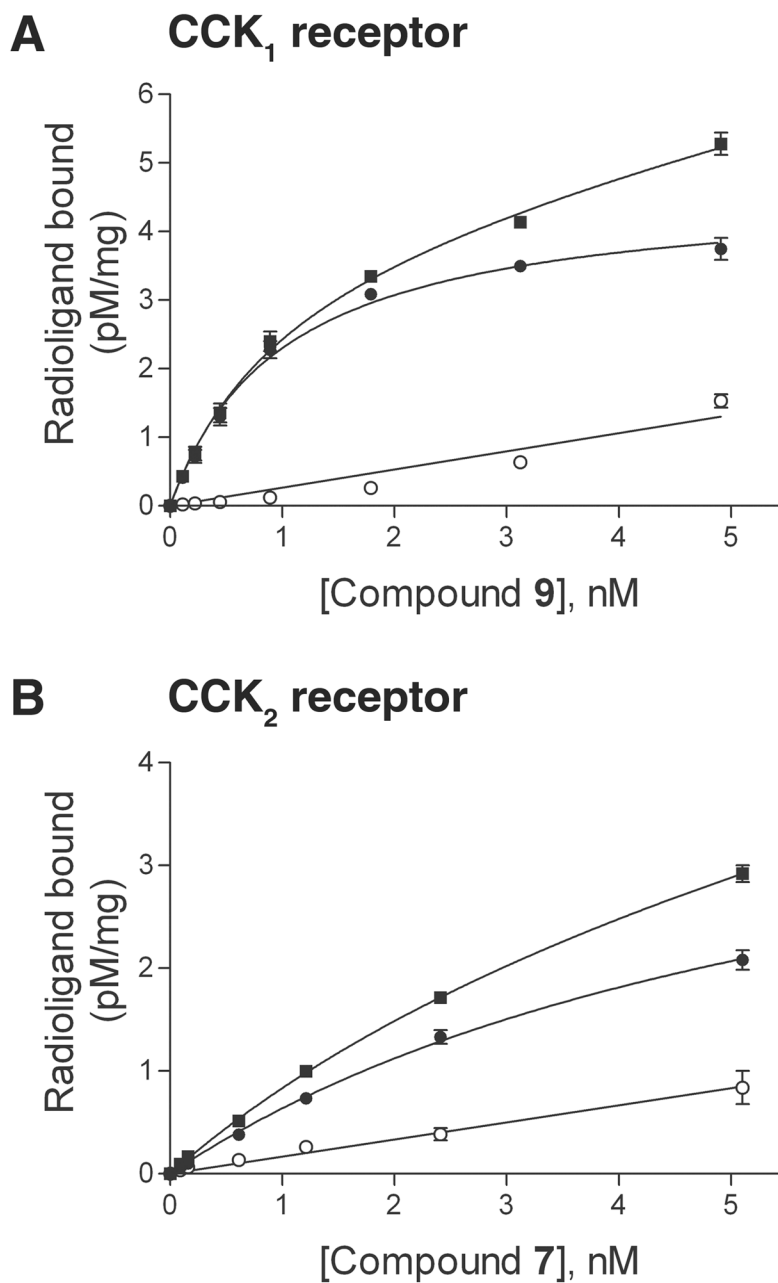 A CCK₁ receptor
6
5
4
3
2
1
0
Radioligand bound
(pM/mg)
0 1 2 3 4 5
[Compound 9], nM
B CCK₂ receptor
4
3
2
1
0
Radioligand bound
(pM/mg)
0 1 2 3 4 5
[Compound 7], nM